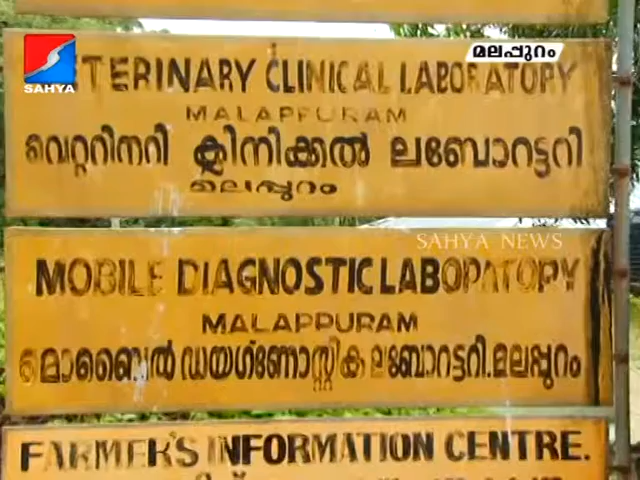 മലപ്പുറം
SAHYA
VETERINARY CLINICAL LABORATORY
MALAPPURAM
വെറ്ററിനറി ക്ലിനിക്കൽ ലബോറട്ടറി
മലപ്പുറം
SAHYA NEWS
MOBILE DIAGNOSTIC LABORATORY
MALAPPURAM
മൊബൈൽ ഡയഗ്ണോസ്റ്റിക ലബോറട്ടറി.മലപ്പുറം
FARMER'S INFORMATION CENTRE.